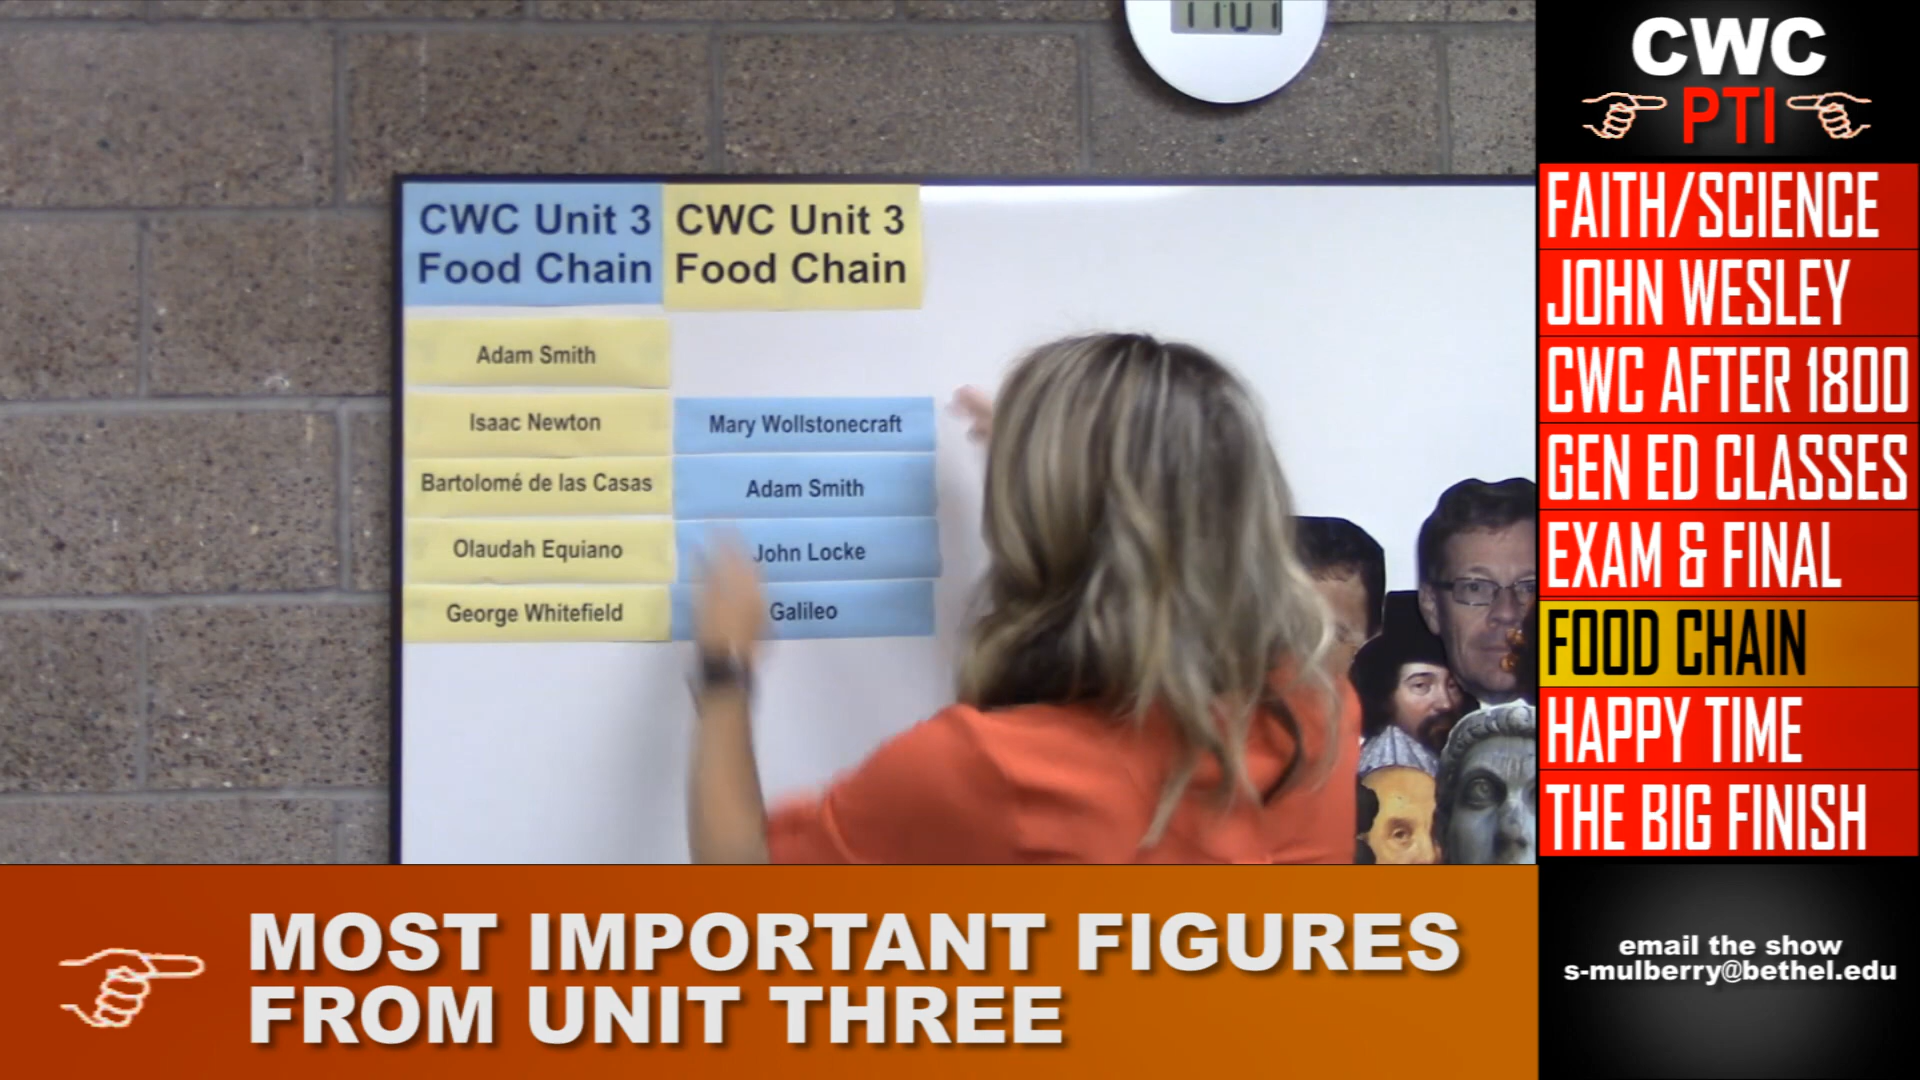 11:01
CWC Unit 3
Food Chain
CWC Unit 3
Food Chain
Adam Smith
Isaac Newton
Bartolomé de las Casas
Olaudah Equiano
George Whitefield
Mary Wollstonecraft
Adam Smith
John Locke
Galileo
CWC
PTI
FAITH/SCIENCE
JOHN WESLEY
CWC AFTER 1800
GEN ED CLASSES
EXAM & FINAL
FOOD CHAIN
HAPPY TIME
THE BIG FINISH
MOST IMPORTANT FIGURES
FROM UNIT THREE
email the show
s-mulberry@bethel.edu